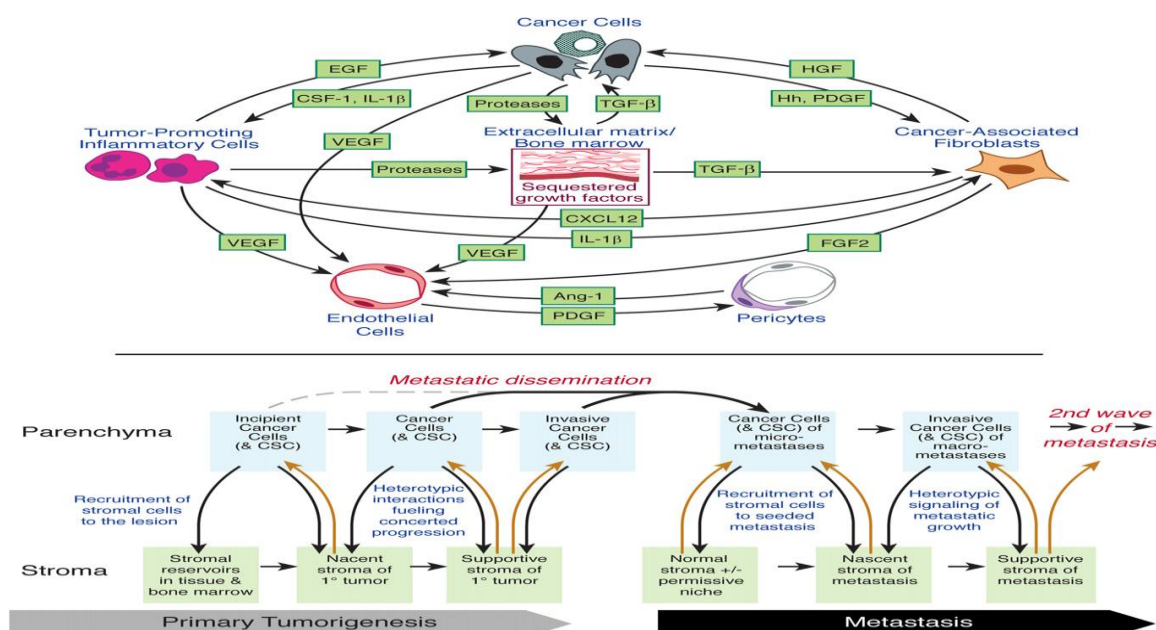 Cancer Cells
EGF
HGF
CSF-1, IL-1β
Proteases
TGF-β
Hh, PDGF
Tumor-Promoting
Inflammatory Cells
VEGF
Extracellular matrix/
Bone marrow
Cancer-Associated
Fibroblasts
Proteases
TGF-β
Sequestered
growth factors
CXCL12
IL-1β
VEGF
VEGF
FGF2
Ang-1
PDGF
Endothelial
Cells
Pericytes
Metastatic dissemination
Parenchyma
Incipient
Cancer
Cells
(& CSC)
Cancer
Cells
(& CSC)
Invasive
Cancer
Cells
(& CSC)
Cancer Cells
(& CSC) of
micro-
metastases
Invasive
Cancer Cells
(& CSC) of
macro-
metastases
2nd wave
of
metastasis
Recruitment of
stromal cells
to the lesion
Heterotypic
interactions
fueling
concerted
progression
Recruitment of
stromal cells
to seeded
metastasis
Heterotypic
signaling of
metastatic
growth
Stroma
Stromal
reservoirs
in tissue &
bone marrow
Nacent
stroma of
1° tumor
Supportive
stroma of
1° tumor
Normal
stroma +/-
permissive
niche
Nascent
stroma of
metastasis
Supportive
stroma of
metastasis
Primary Tumorigenesis
Metastasis